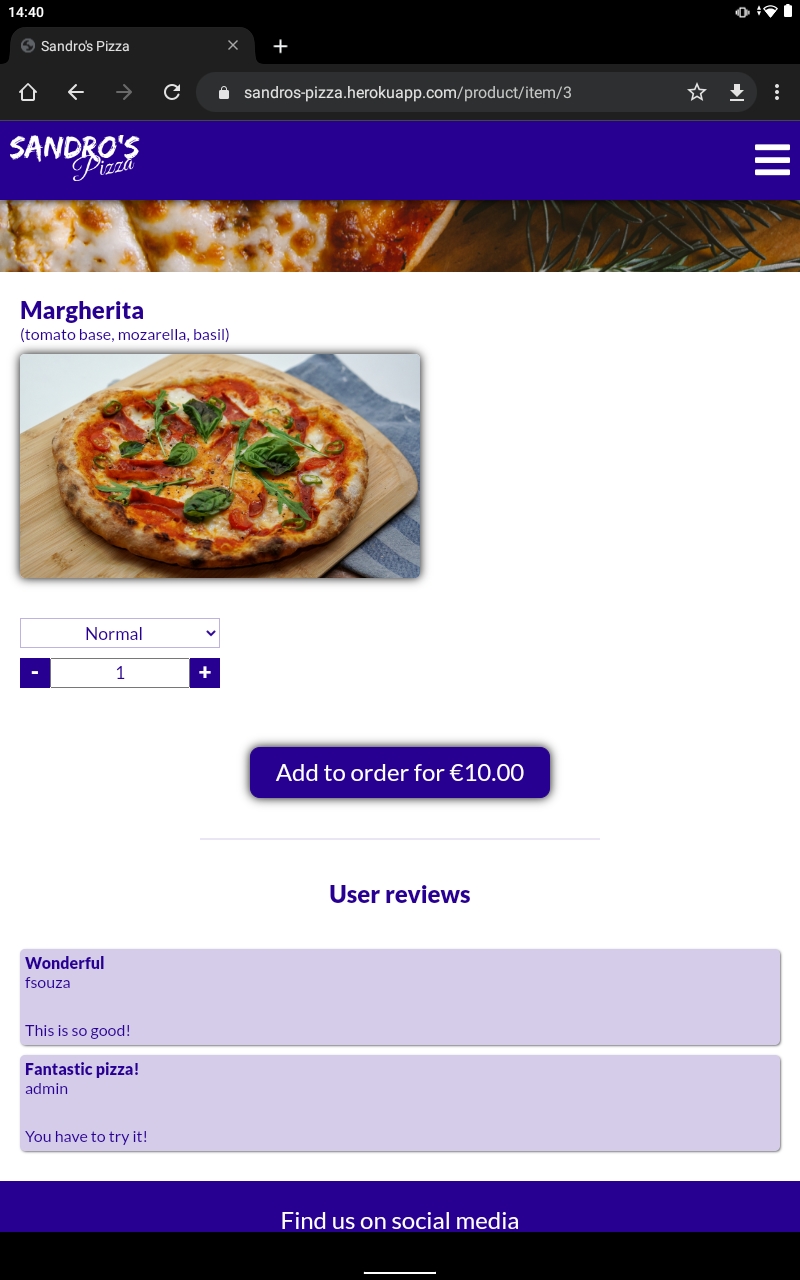 14:40
Sandro's Pizza
sandros-pizza.herokuapp.com/product/item/3
SANDRO'S
Pizza
Margherita
(tomato base, mozarella, basil)
Normal
- 1 +
Add to order for €10.00
User reviews
Wonderful
fsouza
This is so good!
Fantastic pizza!
admin
You have to try it!
Find us on social media